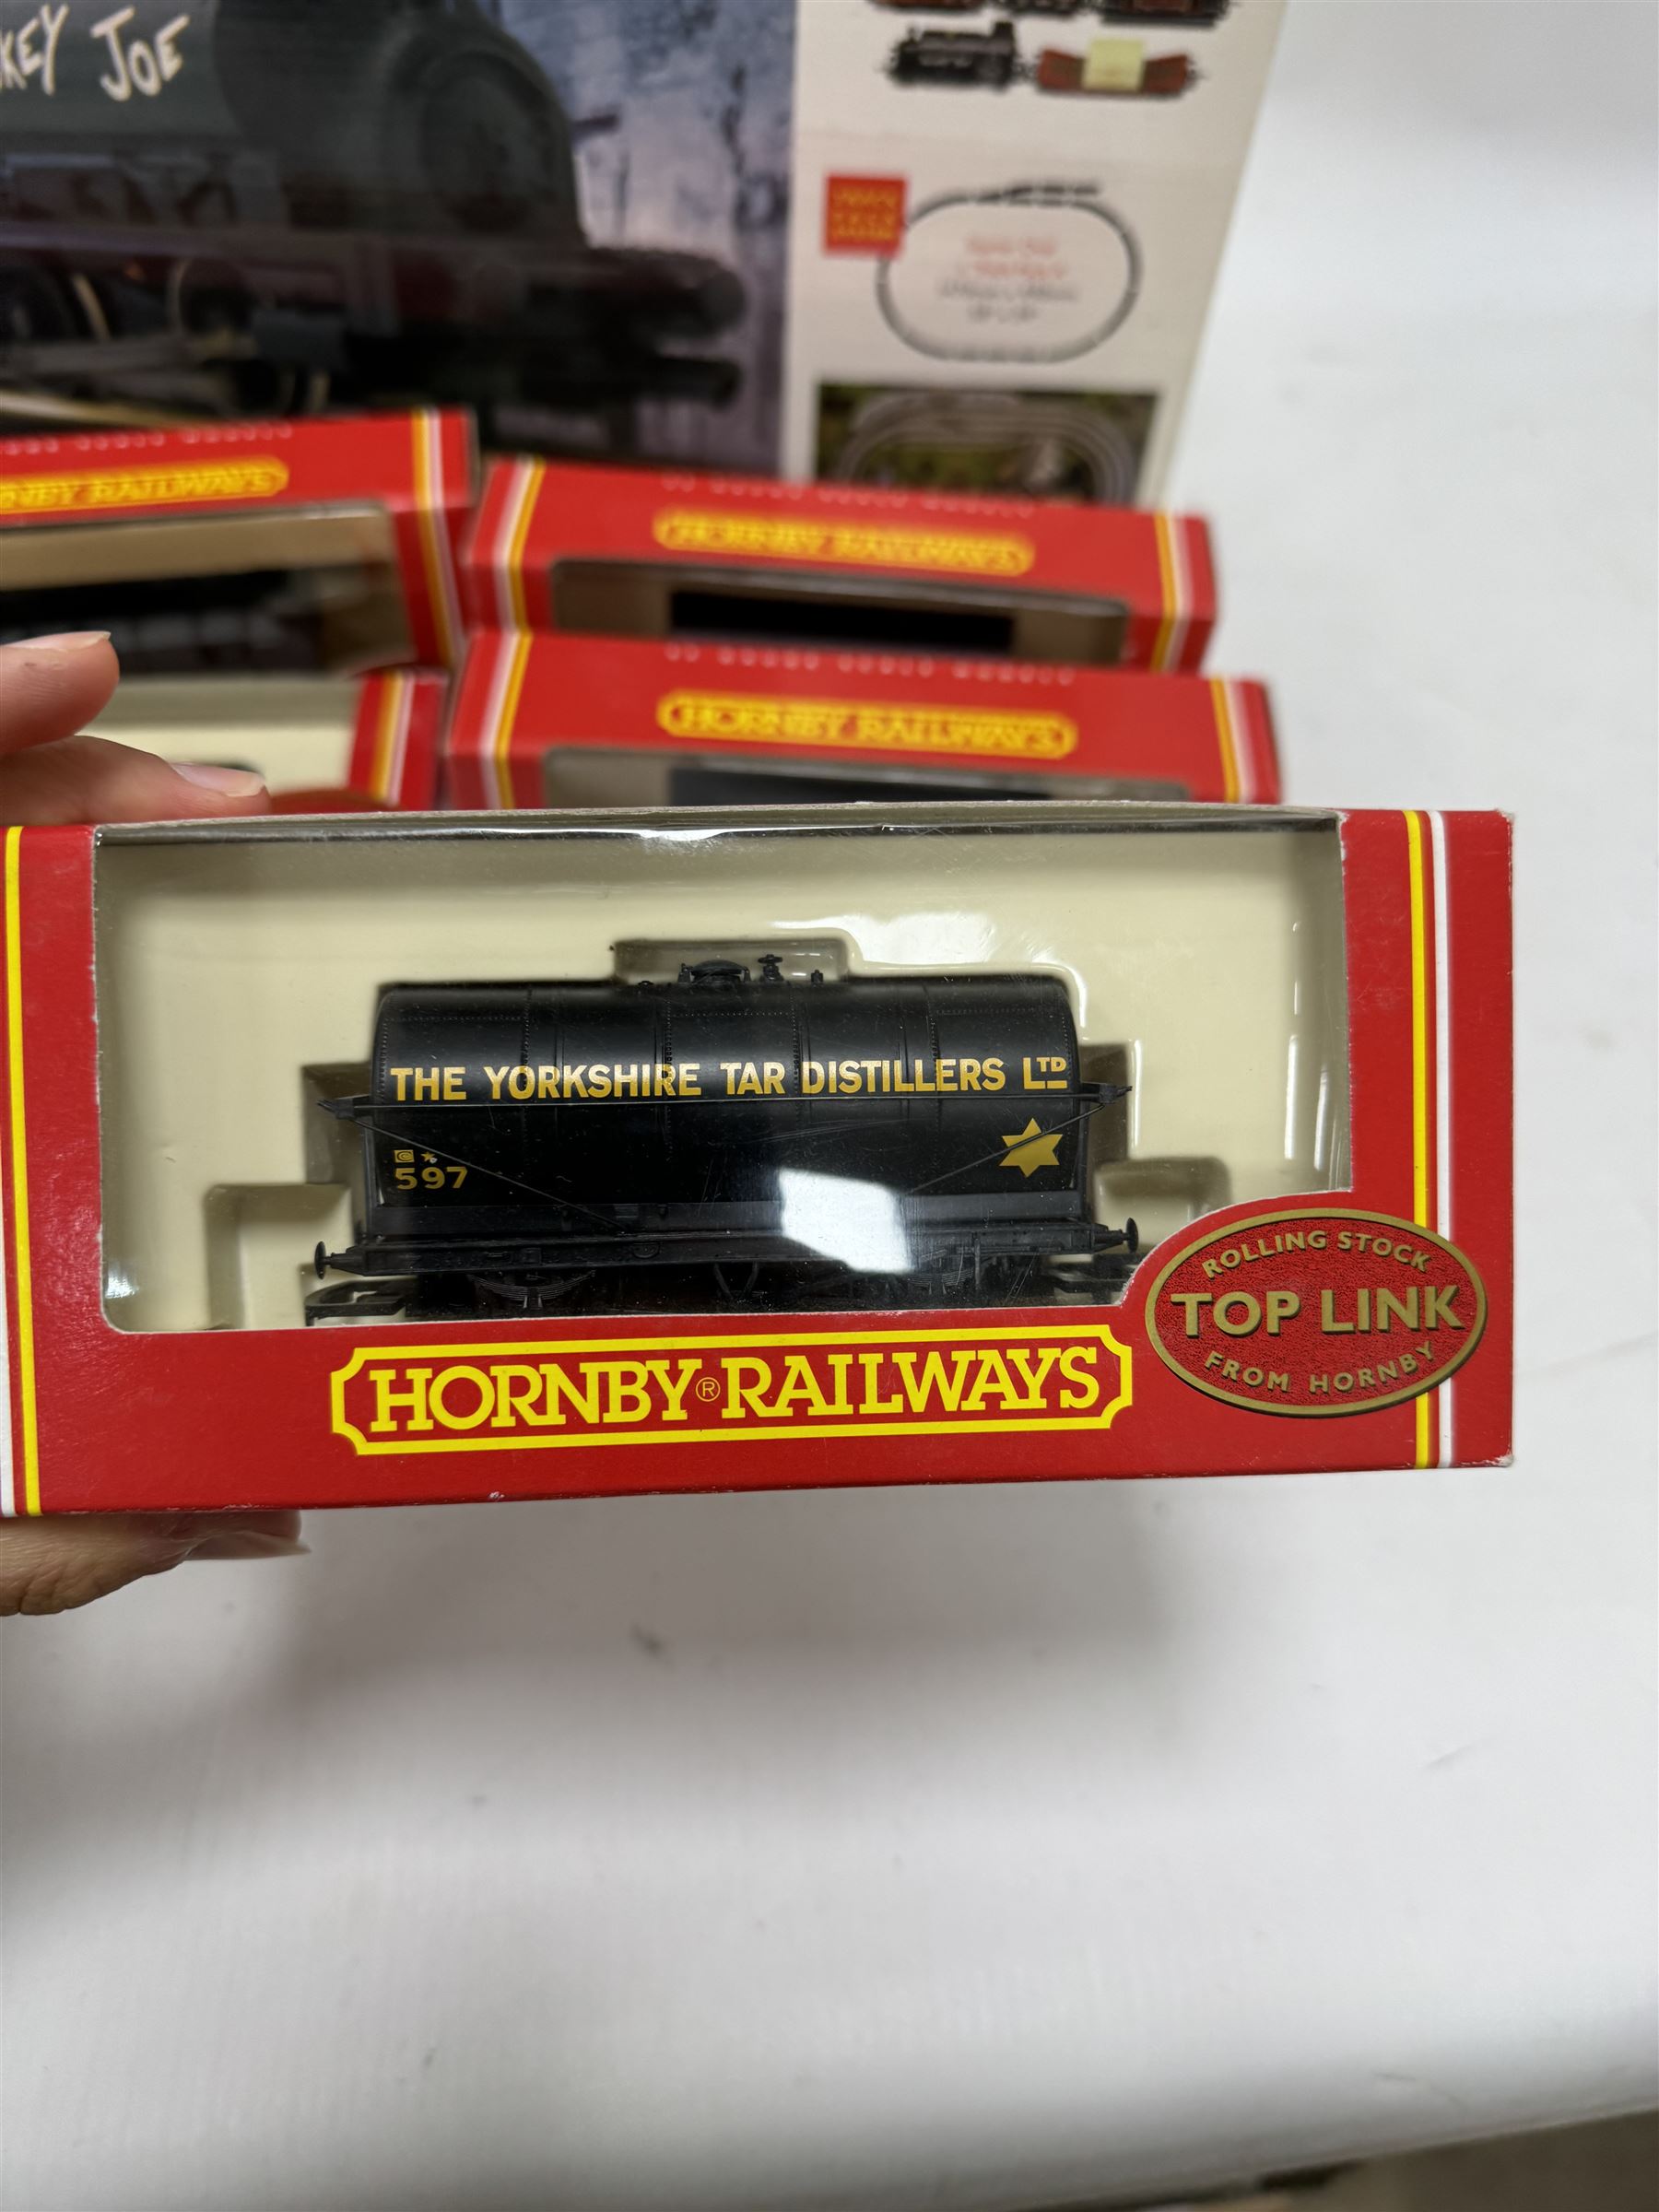 KEY JOE
HORNBY RAILWAYS
HORNBY RAILWAYS
HORNBY RAILWAYS
THE YORKSHIRE TAR DISTILLERS LTD
597
ROLLING STOCK
TOP LINK
FROM HORNBY
HORNBY® RAILWAYS